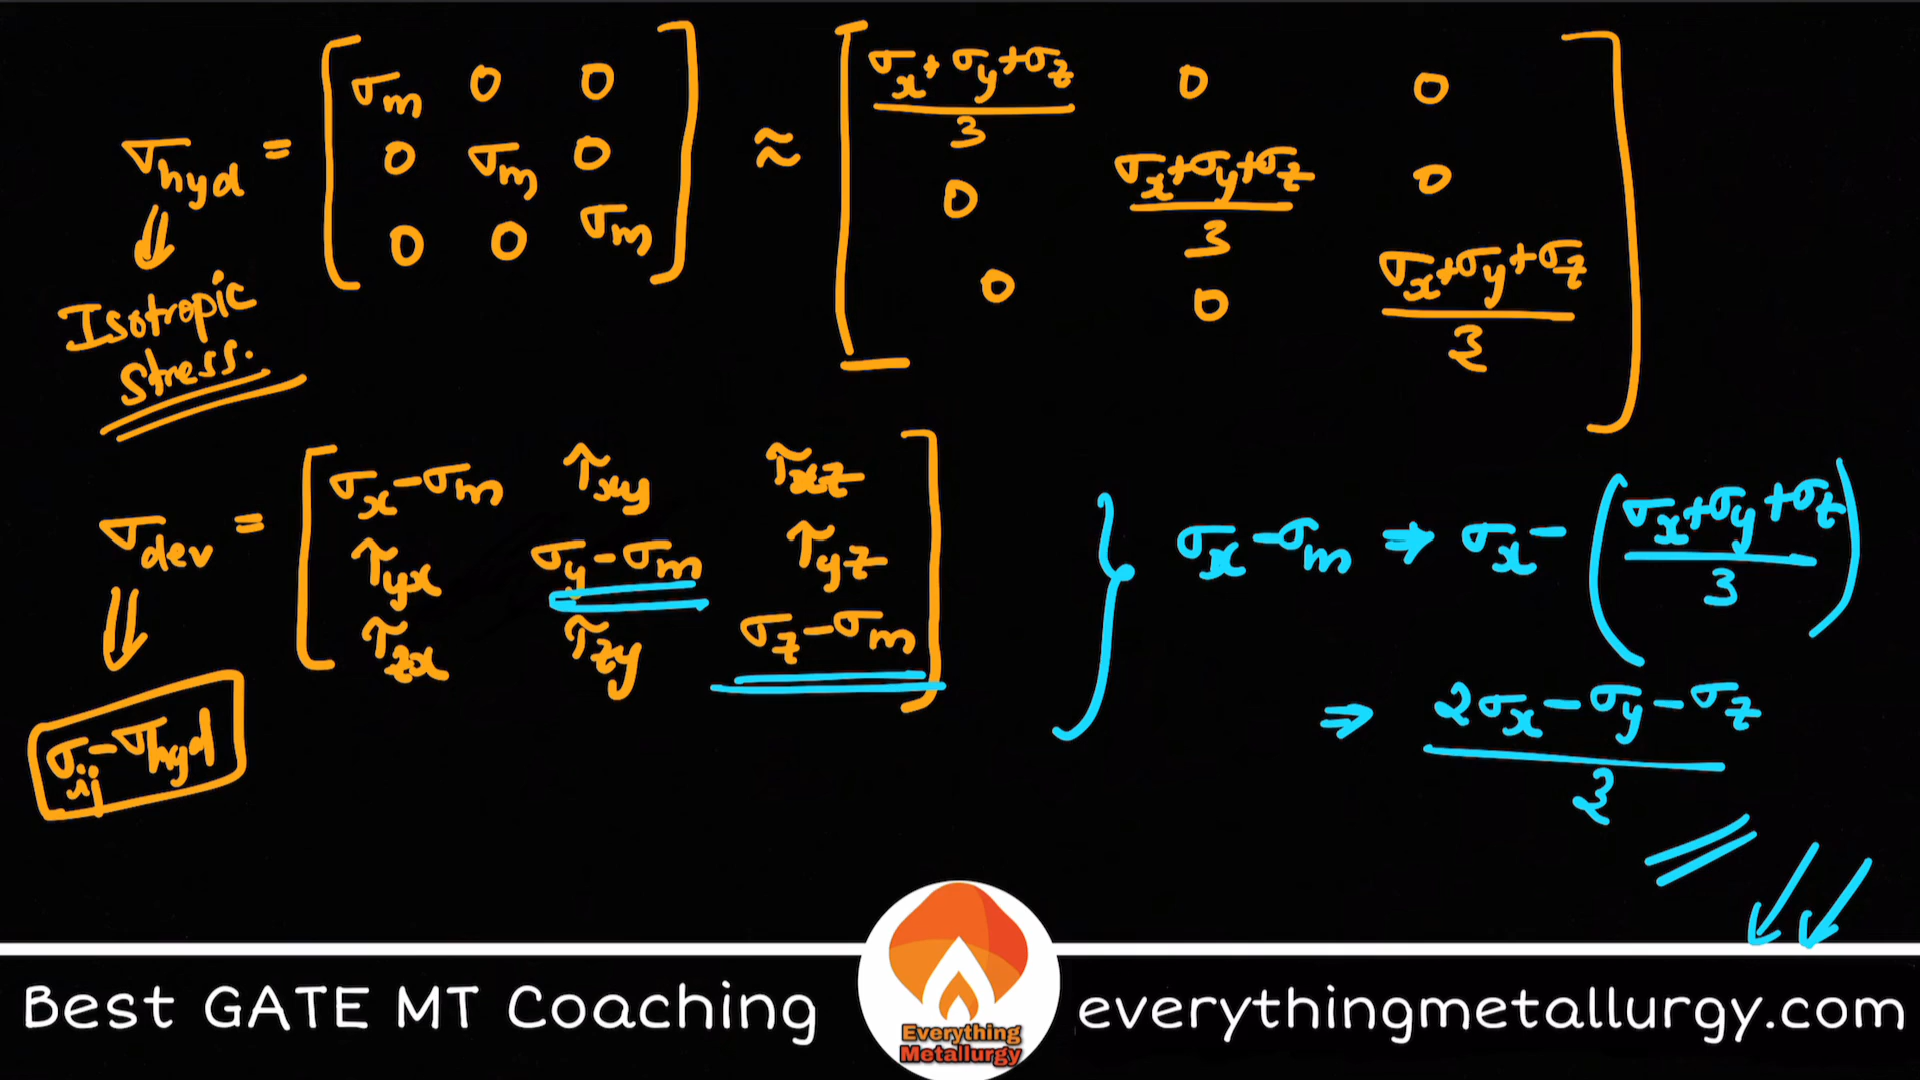 σhyd = [ σm 0 0 ; 0 σm 0 ; 0 0 σm ] ≈ [ (σx+σy+σz)/3 0 0 ; 0 (σx+σy+σz)/3 0 ; 0 0 (σx+σy+σz)/3 ]
⇓
Isotropic
Stress.
σdev = [ σx-σm τxy τxz ; τyx σy-σm τyz ; τzx τzy σz-σm ] } σx-σm ⇒ σx-((σx+σy+σz)/3)
⇓
⇒ (2σx-σy-σz)/3
σij-σhyd
Best GATE MT Coaching
Everything
Metallurgy
everythingmetallurgy.com